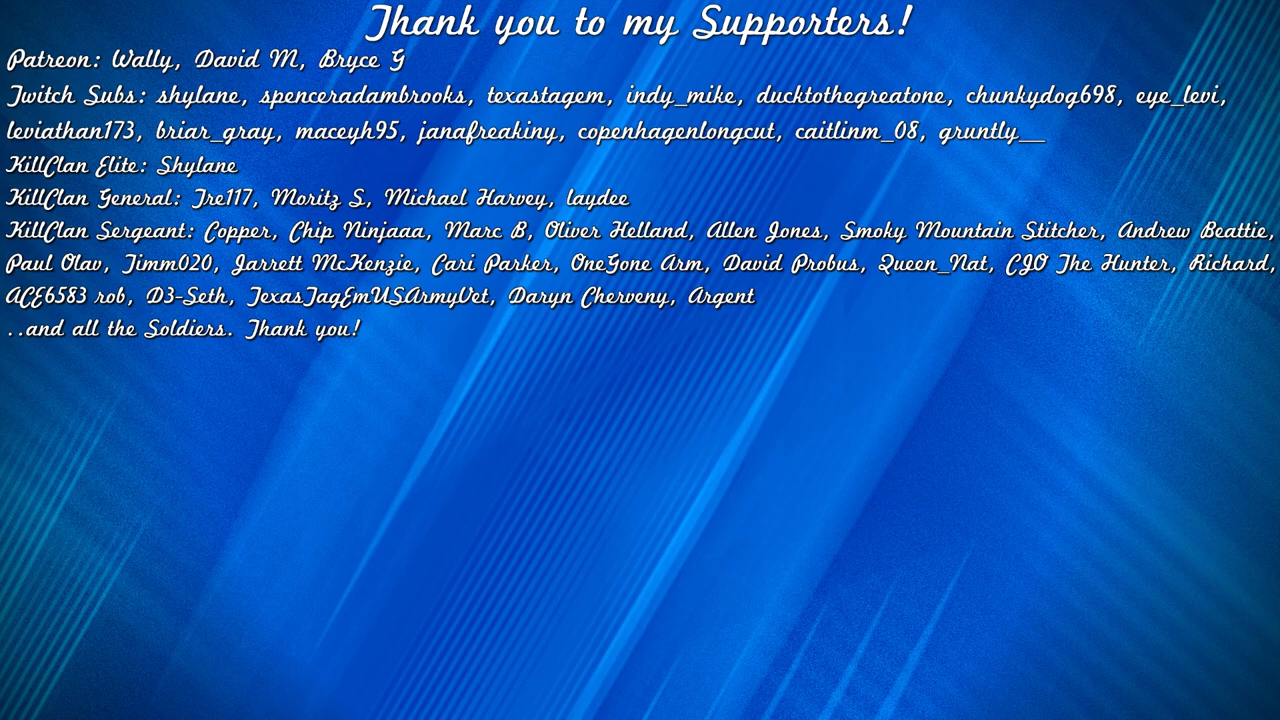 Thank you to my Supporters!
Patreon: Wally, David M, Bryce G
Twitch Subs: shylane, spenceradambrooks, texastagem, indy_mike, ducktothegreatone, chunkydog698, eye_levi,
leviathan173, briar_gray, maceyh95, janafreakiny, copenhagenlongcut, caitlinm_08, gruntly__
KillClan Elite: Shylane
KillClan General: Tre117, Moritz S, Michael Harvey, laydee
KillClan Sergeant: Copper, Chip Ninjaaa, Marc B, Oliver Helland, Allen Jones, Smoky Mountain Stitcher, Andrew Beattie,
Paul Olav, Timm020, Jarrett McKenzie, Cari Parker, OneGone Arm, David Probus, Queen_Nat, CJO The Hunter, Richard,
ACE6583 rob, D3-Seth, TexasTagEmUSArmyVet, Daryn Cherveny, Argent
..and all the Soldiers. Thank you!